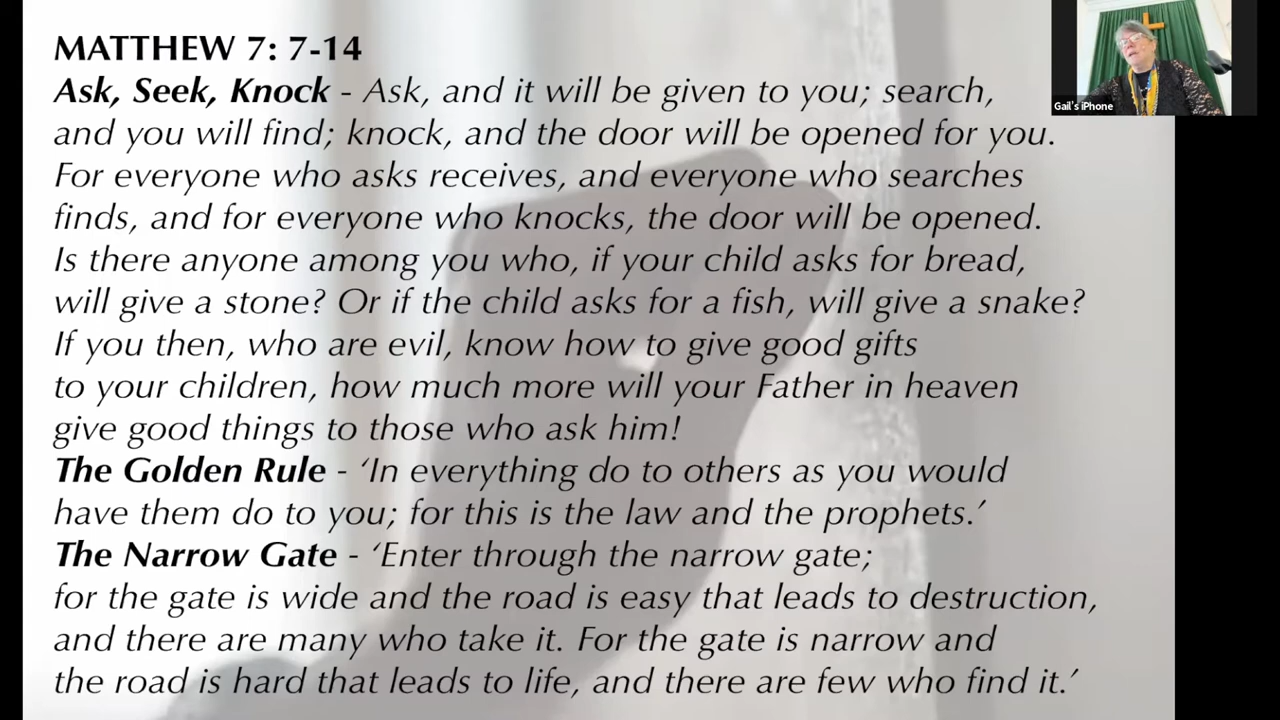 MATTHEW 7: 7-14
Ask, Seek, Knock - Ask, and it will be given to you; search,
and you will find; knock, and the door will be opened for you.
For everyone who asks receives, and everyone who searches
finds, and for everyone who knocks, the door will be opened.
Is there anyone among you who, if your child asks for bread,
will give a stone? Or if the child asks for a fish, will give a snake?
If you then, who are evil, know how to give good gifts
to your children, how much more will your Father in heaven
give good things to those who ask him!
The Golden Rule - ‘In everything do to others as you would
have them do to you; for this is the law and the prophets.’
The Narrow Gate - ‘Enter through the narrow gate;
for the gate is wide and the road is easy that leads to destruction,
and there are many who take it. For the gate is narrow and
the road is hard that leads to life, and there are few who find it.’
Gail's iPhone